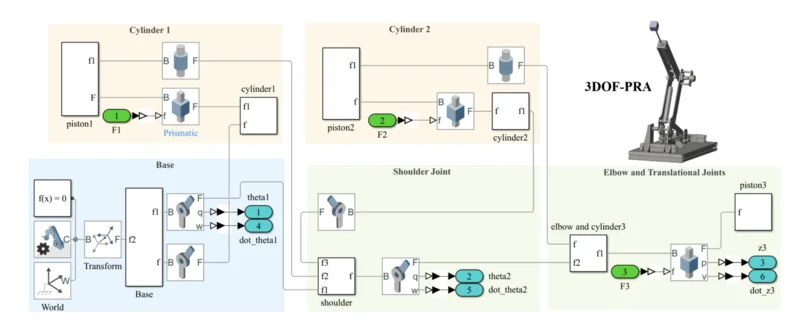 Cylinder 1
f1
F
piston1
B F
B F
f
1
F1
Prismatic
cylinder1
f1
f
Cylinder 2
f1
f
piston2
B F
B F
f
2
F2
f f1
cylinder2
3DOF-PRA
Base
f(x) = 0
C
W
World
B F
Transform
f2
f1
f
Base
B F
q
w
B F
theta1
1
4
dot_theta1
Shoulder Joint
F B
f3
f2
f1
f
shoulder
B F
q
w
2
theta2
5
dot_theta2
Elbow and Translational Joints
elbow and cylinder3
f
f2
f1
3
F3
B F
p
f v
piston3
f
z3
3
6
dot_z3